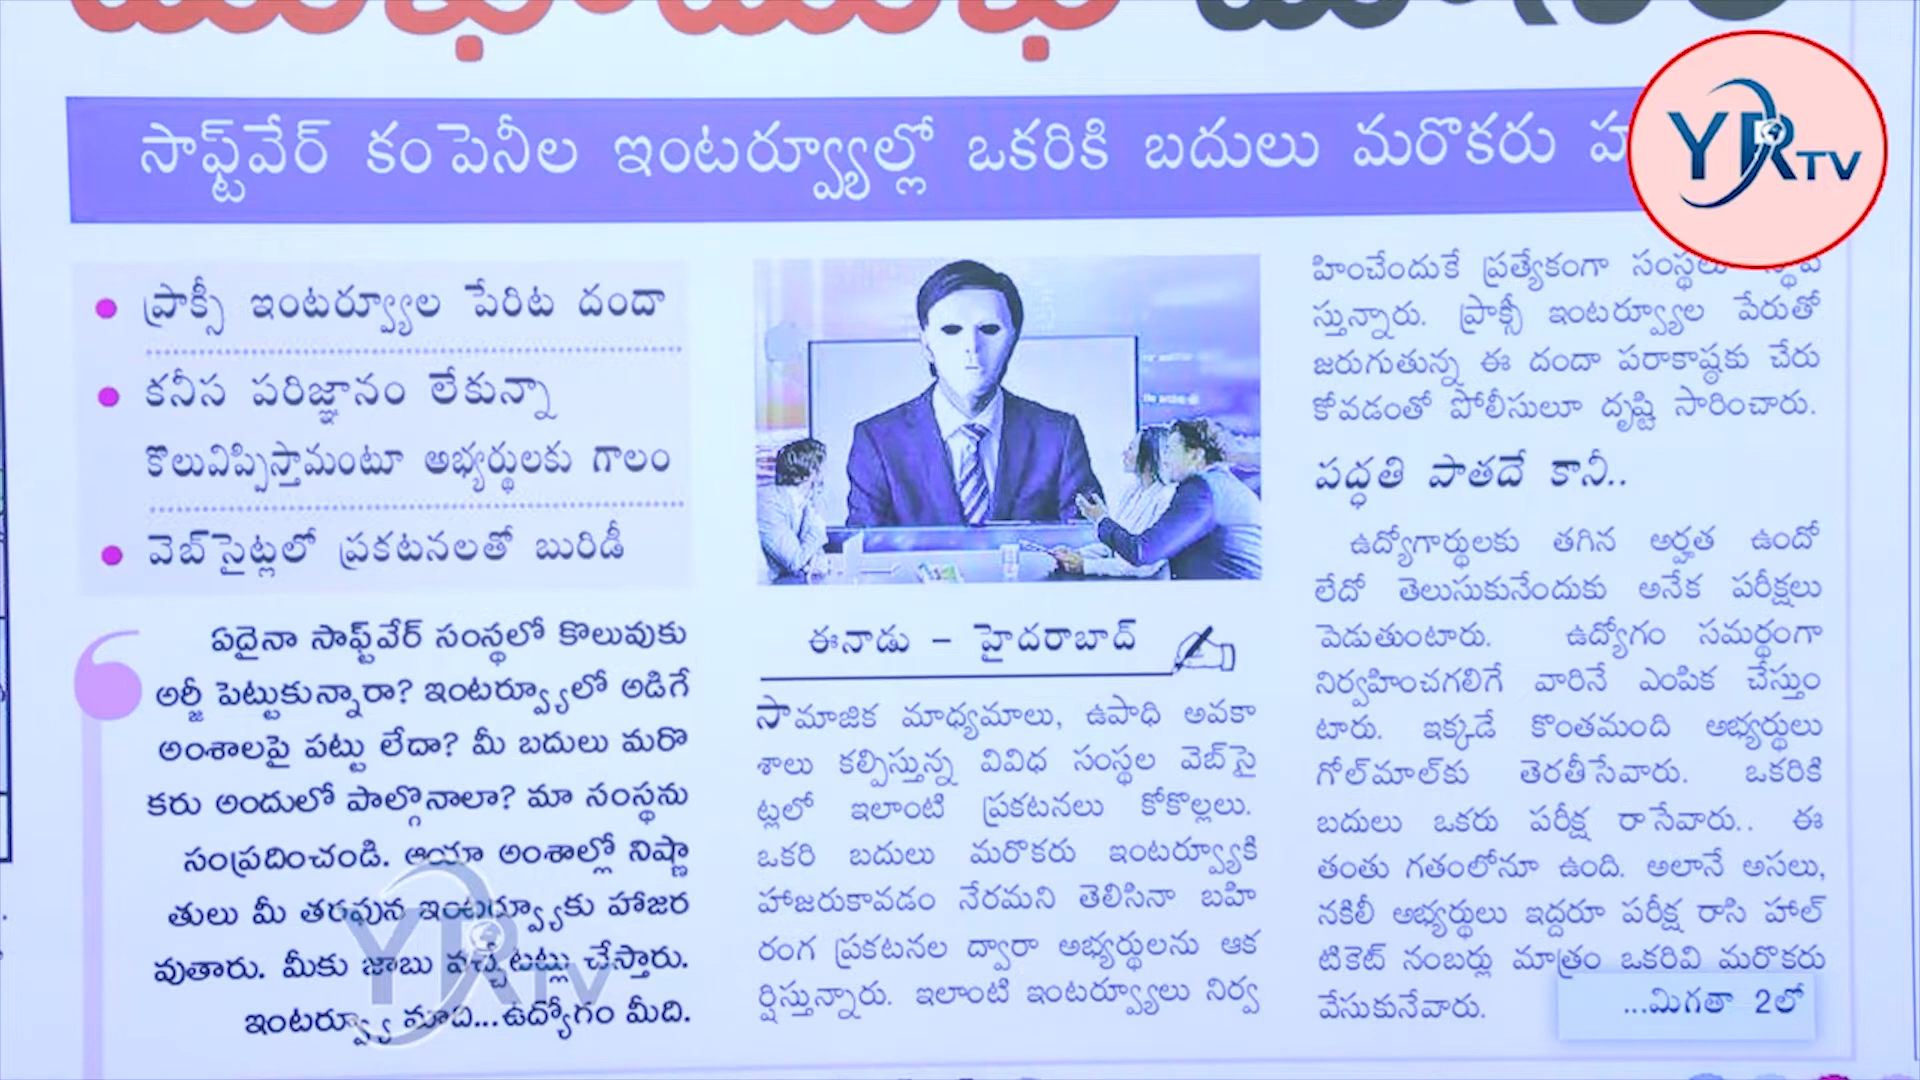 సాఫ్ట్‌వేర్ కంపెనీల ఇంటర్వ్యూల్లో ఒకరికి బదులు మరొకరు
YR TV
• ప్రాక్సీ ఇంటర్వ్యూల పేరిట దందా
• కనీస పరిజ్ఞానం లేకున్నా
కొలువిప్పిస్తామంటూ అభ్యర్థులకు గాలం
• వెబ్‌సైట్లలో ప్రకటనలతో బురిడీ
ఏదైనా సాఫ్ట్‌వేర్ సంస్థలో కొలువుకు
అర్జీ పెట్టుకున్నారా? ఇంటర్వ్యూలో అడిగే
అంశాలపై పట్టు లేదా? మీ బదులు మరొ
కరు అందులో పాల్గొనాలా? మా సంస్థను
సంప్రదించండి. ఆయా అంశాల్లో నిష్ణా
తులు మీ తరపున ఇంటర్వ్యూకు హాజర
వుతారు. మీకు జాబు వచ్చేటట్లు చేస్తారు.
ఇంటర్వ్యూ మాది...ఉద్యోగం మీది.
ఈనాడు - హైదరాబాద్
సామాజిక మాధ్యమాలు, ఉపాధి అవకా
శాలు కల్పిస్తున్న వివిధ సంస్థల వెబ్‌సై
ట్లలో ఇలాంటి ప్రకటనలు కోకొల్లలు.
ఒకరి బదులు మరొకరు ఇంటర్వ్యూకి
హాజరుకావడం నేరమని తెలిసినా బహి
రంగ ప్రకటనల ద్వారా అభ్యర్థులను ఆక
ర్షిస్తున్నారు. ఇలాంటి ఇంటర్వ్యూలు నిర్వ
హించేందుకే ప్రత్యేకంగా సంస్థలు స్థాపి
స్తున్నారు. ప్రాక్సీ ఇంటర్వ్యూల పేరుతో
జరుగుతున్న ఈ దందా పరాకాష్ఠకు చేరు
కోవడంతో పోలీసులూ దృష్టి సారించారు.
పద్ధతి పాతదే కానీ..
ఉద్యోగార్థులకు తగిన అర్హత ఉందో
లేదో తెలుసుకునేందుకు అనేక పరీక్షలు
పెడుతుంటారు. ఉద్యోగం సమర్థంగా
నిర్వహించగలిగే వారినే ఎంపిక చేస్తుం
టారు. ఇక్కడే కొంతమంది అభ్యర్థులు
గోల్‌మాల్‌కు తెరతీసేవారు. ఒకరికి
బదులు ఒకరు పరీక్ష రాసేవారు.. ఈ
తంతు గతంలోనూ ఉంది. అలానే అసలు,
నకిలీ అభ్యర్థులు ఇద్దరూ పరీక్ష రాసి హాల్
టికెట్ నంబర్లు మాత్రం ఒకరివి మరొకరు
వేసుకునేవారు.
...మిగతా 2లో
YR TV